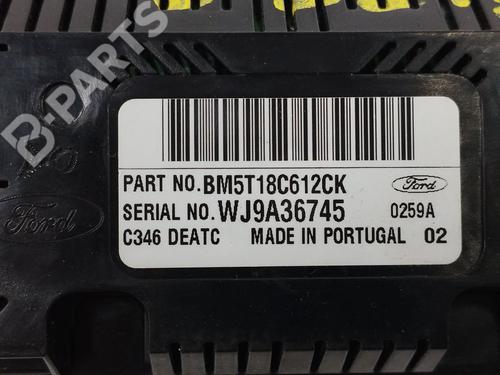 B-PARTS
PART NO. BM5T18C612CK
Ford
SERIAL NO. WJ9A36745 0259A
C346 DEATC MADE IN PORTUGAL 02
Ford